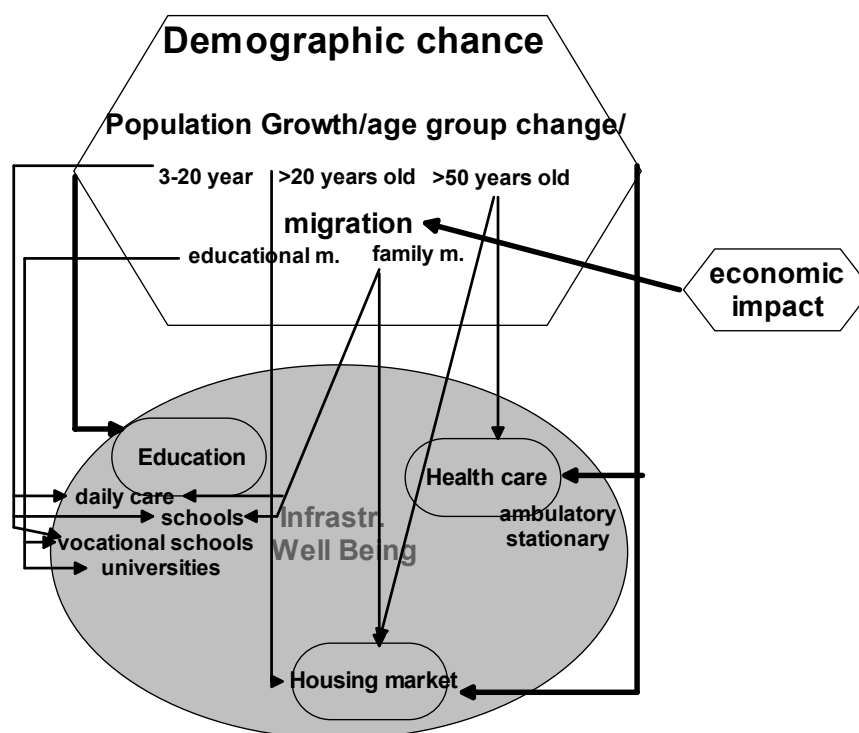 Demographic chance
Population Growth/age group change/
3-20 year >20 years old >50 years old
migration
educational m. family m.
economic
impact
Education
Health care
daily care
schools
vocational schools
universities
Infrastr.
Well Being
ambulatory
stationary
Housing market